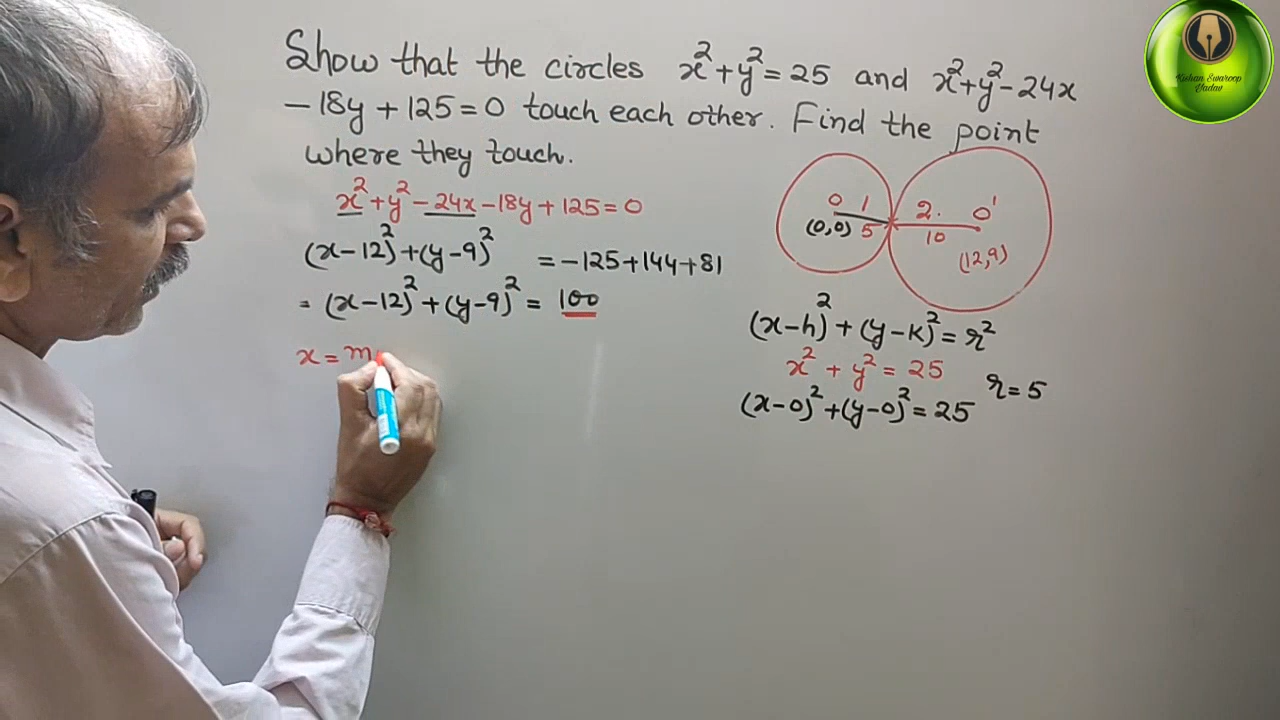 Show that the circles x²+y²=25 and x²+y²-24x
-18y+125=0 touch each other. Find the point
where they touch.
x²+y²-24x-18y+125=0
(x-12)²+(y-9)² =-125+144+81
= (x-12)²+(y-9)²= 100
x=m
O 1 2. O'
(0,0) 5 10
(12,9)
(x-h)²+(y-k)²=r²
x²+y²=25
r=5
(x-0)²+(y-0)²=25
Kishan Swaroop
Yadav